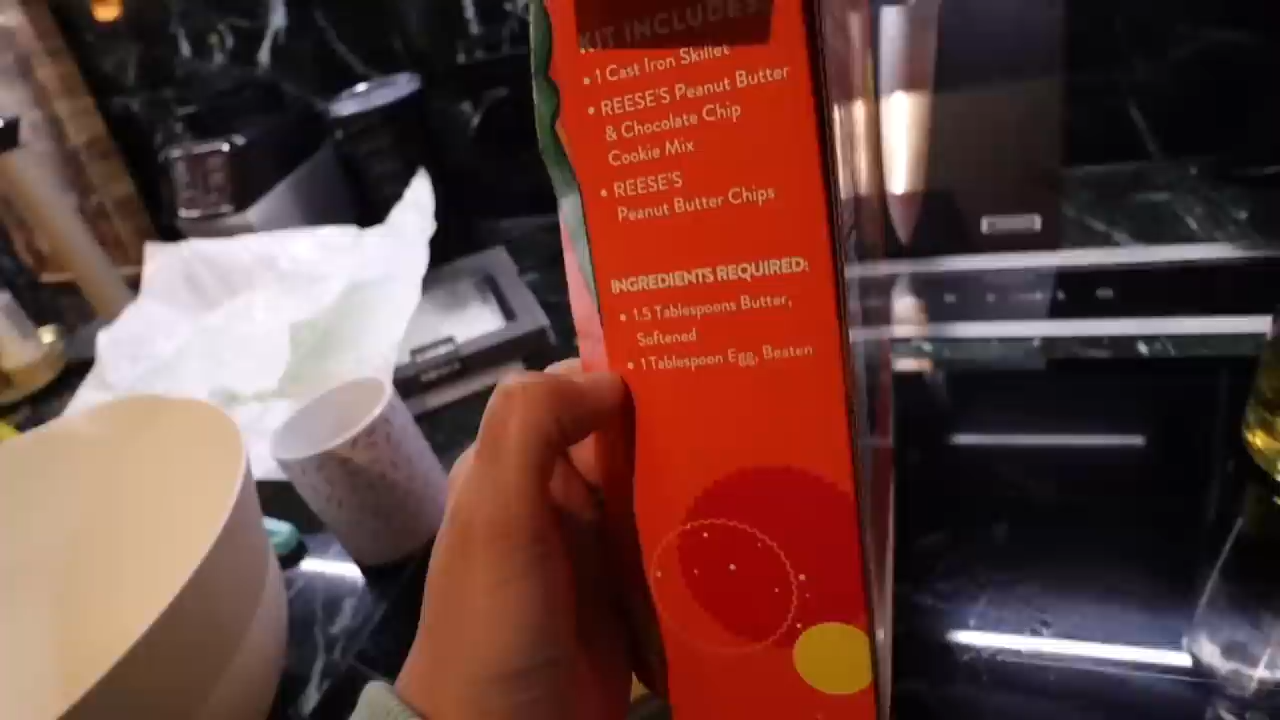 KIT INCLUDES
• 1 Cast Iron Skillet
• REESE'S Peanut Butter
& Chocolate Chip
Cookie Mix
• REESE'S
Peanut Butter Chips
INGREDIENTS REQUIRED:
• 1.5 Tablespoons Butter,
Softened
• 1 Tablespoon Egg, Beaten